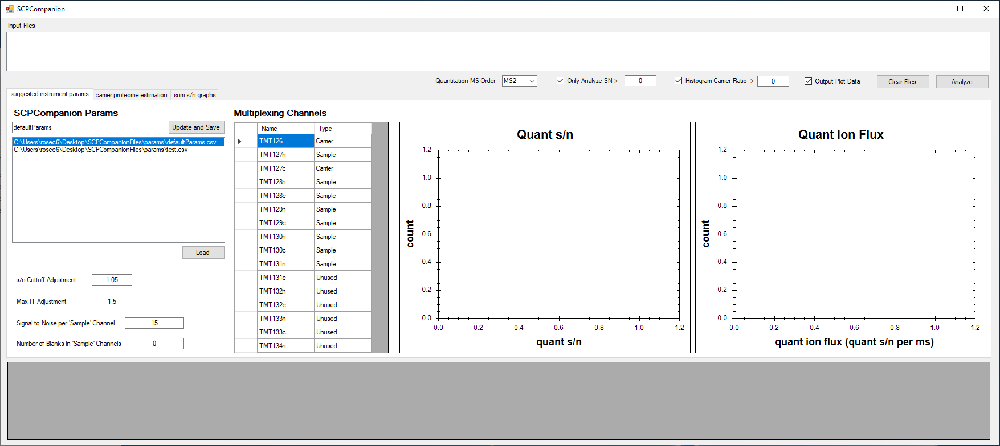 SCPCompanion
Input Files
Quantitation MS Order MS2 Only Analyze SN > 0 Histogram Carrier Ratio > 0 Output Plot Data Clear Files Analyze
suggested instrument params carrier proteome estimation sum s/n graphs
SCPCompanion Params
defaultParams Update and Save
C:\Users\rosec6\Desktop\SCPCompanionFiles\params\defaultParams.csv
C:\Users\rosec6\Desktop\SCPCompanionFiles\params\test.csv
Load
s/n Cuttoff Adjustment 1.05
Max IT Adjustment 1.5
Signal to Noise per 'Sample' Channel 15
Number of Blanks in 'Sample' Channels 0
Multiplexing Channels
Name Type
TMT126 Carrier
TMT127n Sample
TMT127c Carrier
TMT128n Sample
TMT128c Sample
TMT129n Sample
TMT129c Sample
TMT130n Sample
TMT130c Sample
TMT131n Sample
TMT131c Unused
TMT132n Unused
TMT132c Unused
TMT133n Unused
TMT133c Unused
TMT134n Unused
Quant s/n
count
1.2
1.0
0.8
0.6
0.4
0.2
0.0
0.0 0.2 0.4 0.6 0.8 1.0 1.2
quant s/n
Quant Ion Flux
count
1.2
1.0
0.8
0.6
0.4
0.2
0.0
0.0 0.2 0.4 0.6 0.8 1.0 1.2
quant ion flux (quant s/n per ms)